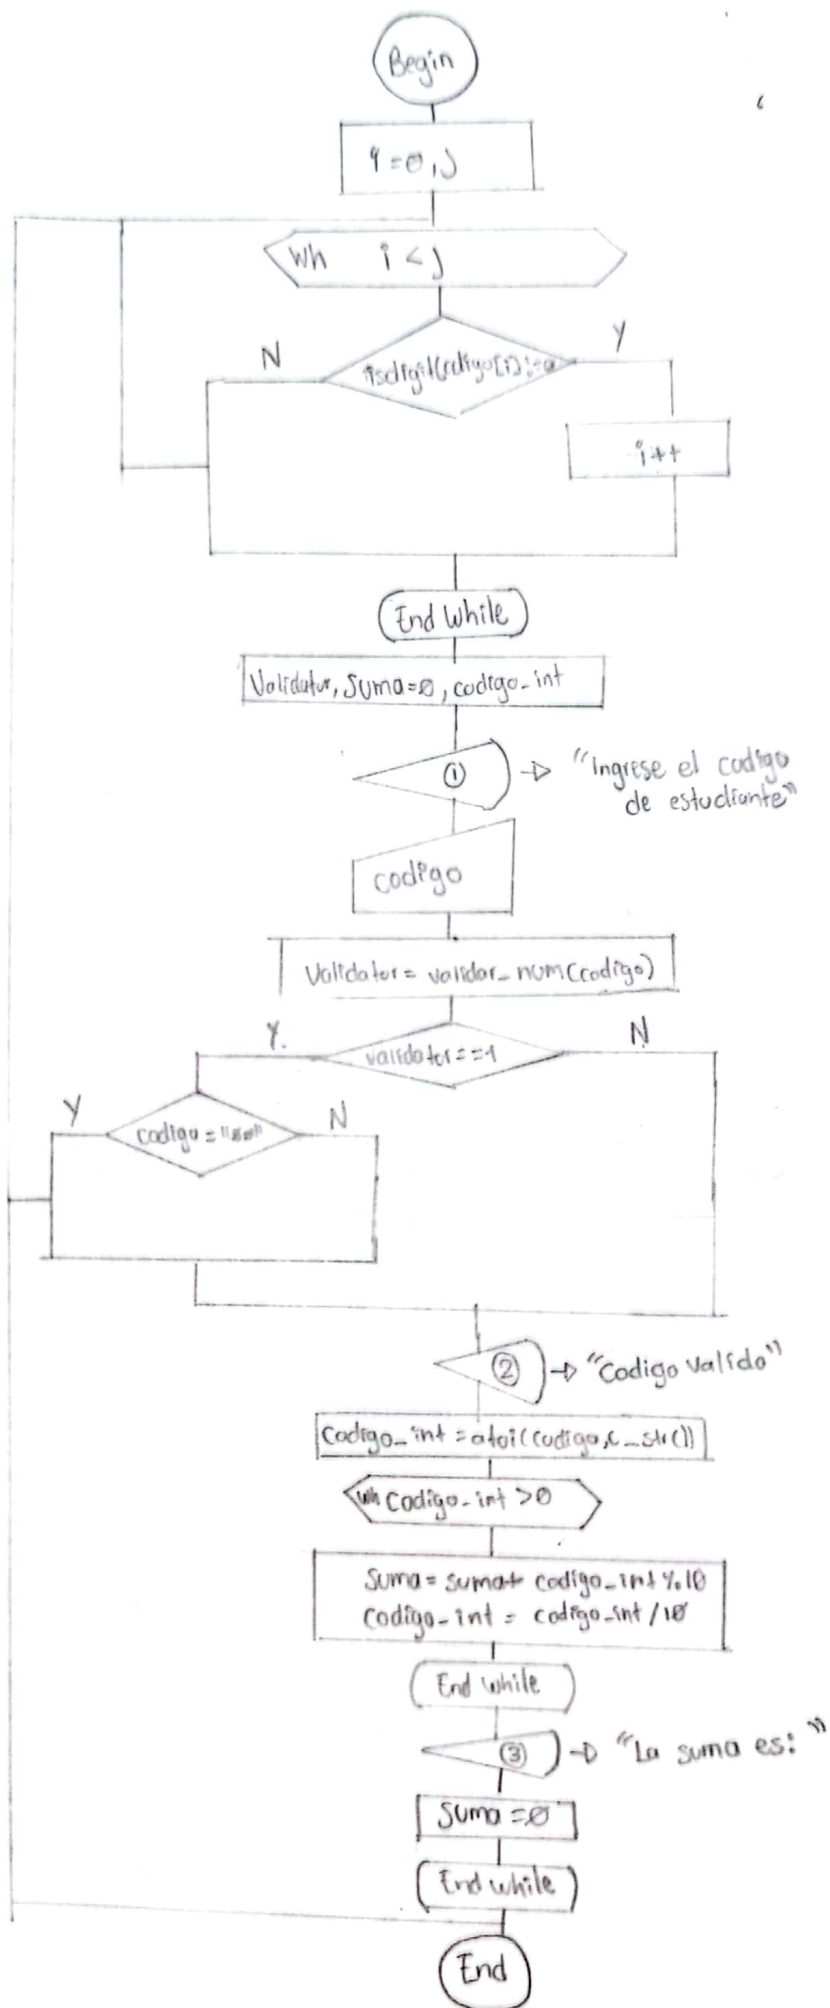 Begin
i=0, j
Wh i < j
N
Y
isdigit(codigo[i]) !=0
i++
End While
Validator, Suma=0, codigo_int
① → "Ingrese el codigo
de estudiante"
codigo
Validator = validar_num(codigo)
Y.
validator==1
N
Y
codigo =
N
② → "Codigo valido"
Codigo_int = atoi(codigo,c_str())
wh Codigo_int >0
Suma = suma+ codigo_int %10
Codigo_int = codigo_int /10
End while
③ → "La suma es: "
Suma =0
End while
End